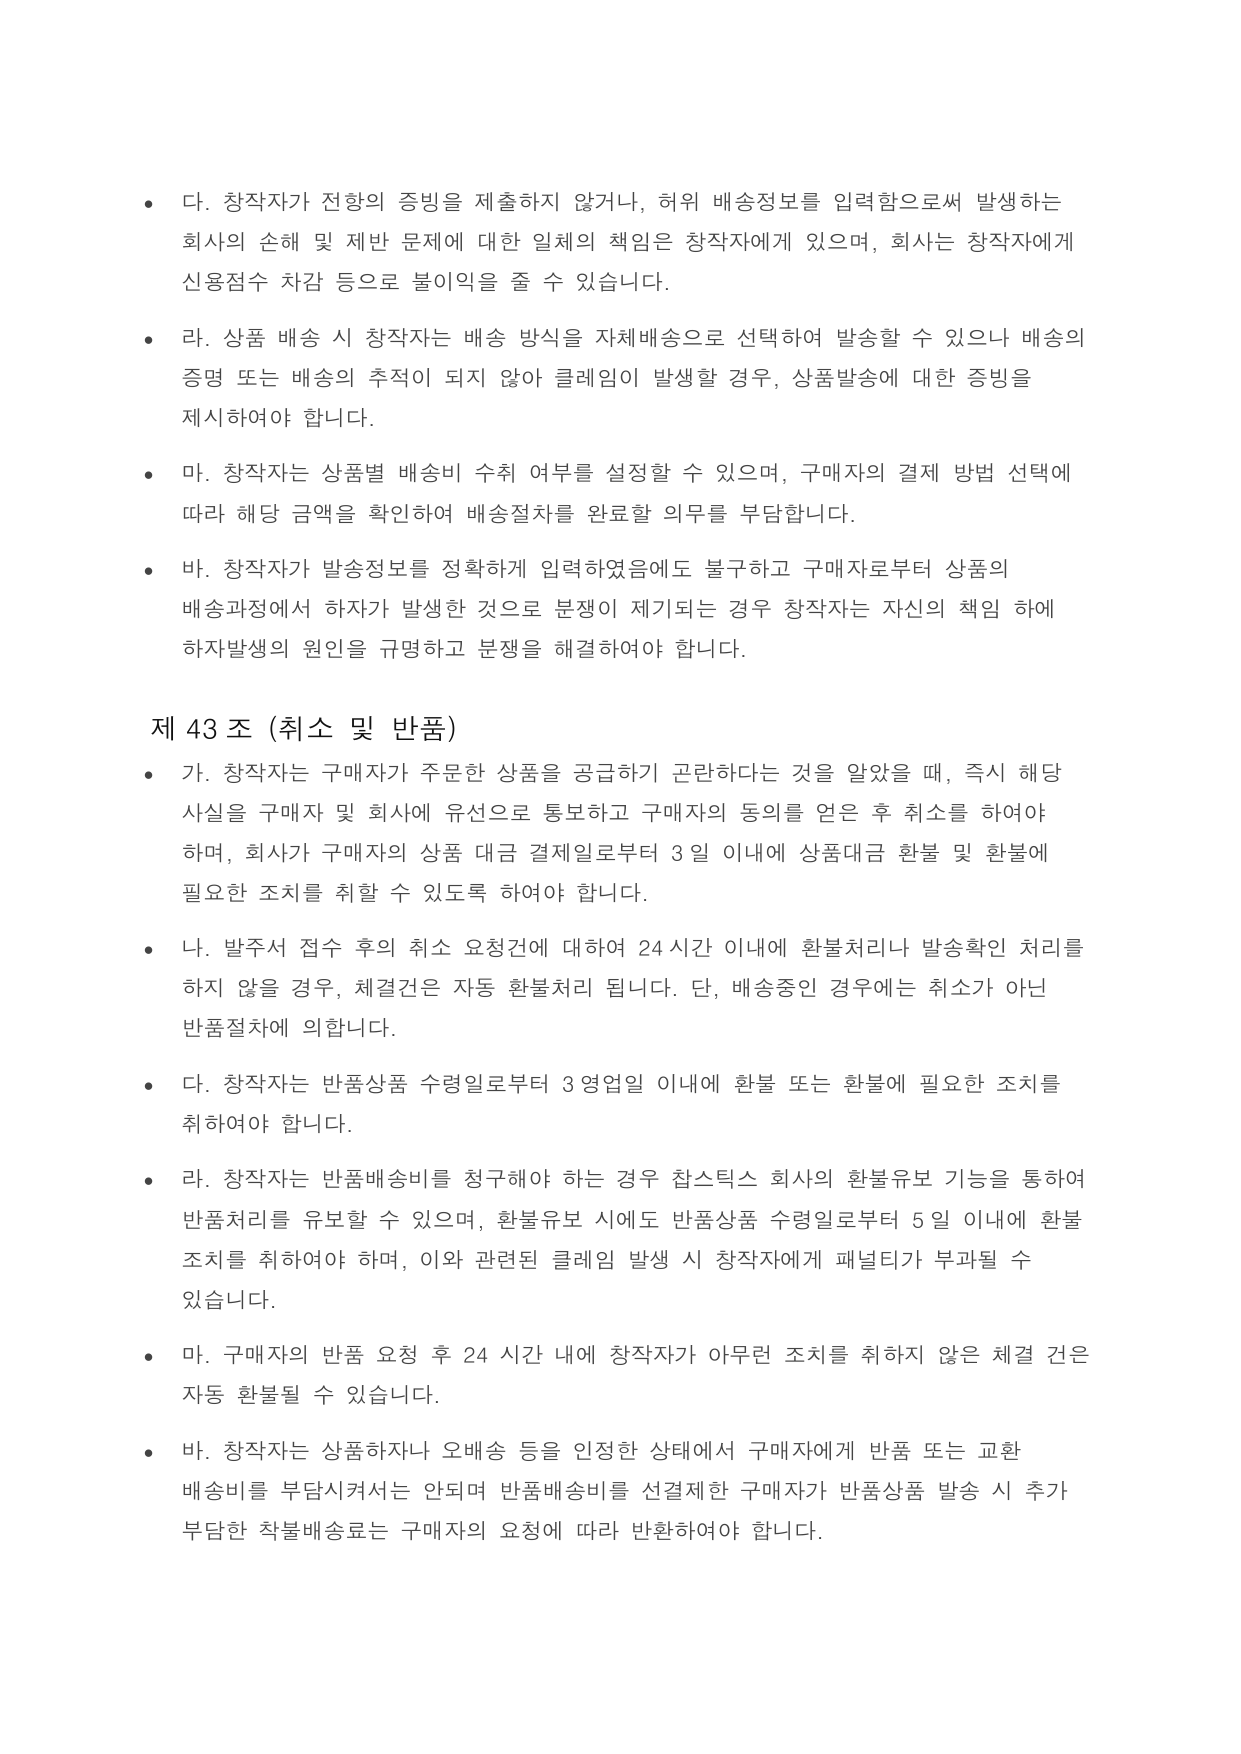 • 다. 창작자가 전항의 증빙을 제출하지 않거나, 허위 배송정보를 입력함으로써 발생하는
회사의 손해 및 제반 문제에 대한 일체의 책임은 창작자에게 있으며, 회사는 창작자에게
신용점수 차감 등으로 불이익을 줄 수 있습니다.
• 라. 상품 배송 시 창작자는 배송 방식을 자체배송으로 선택하여 발송할 수 있으나 배송의
증명 또는 배송의 추적이 되지 않아 클레임이 발생할 경우, 상품발송에 대한 증빙을
제시하여야 합니다.
• 마. 창작자는 상품별 배송비 수취 여부를 설정할 수 있으며, 구매자의 결제 방법 선택에
따라 해당 금액을 확인하여 배송절차를 완료할 의무를 부담합니다.
• 바. 창작자가 발송정보를 정확하게 입력하였음에도 불구하고 구매자로부터 상품의
배송과정에서 하자가 발생한 것으로 분쟁이 제기되는 경우 창작자는 자신의 책임 하에
하자발생의 원인을 규명하고 분쟁을 해결하여야 합니다.
제 43 조 (취소 및 반품)
• 가. 창작자는 구매자가 주문한 상품을 공급하기 곤란하다는 것을 알았을 때, 즉시 해당
사실을 구매자 및 회사에 유선으로 통보하고 구매자의 동의를 얻은 후 취소를 하여야
하며, 회사가 구매자의 상품 대금 결제일로부터 3 일 이내에 상품대금 환불 및 환불에
필요한 조치를 취할 수 있도록 하여야 합니다.
• 나. 발주서 접수 후의 취소 요청건에 대하여 24 시간 이내에 환불처리나 발송확인 처리를
하지 않을 경우, 체결건은 자동 환불처리 됩니다. 단, 배송중인 경우에는 취소가 아닌
반품절차에 의합니다.
• 다. 창작자는 반품상품 수령일로부터 3 영업일 이내에 환불 또는 환불에 필요한 조치를
취하여야 합니다.
• 라. 창작자는 반품배송비를 청구해야 하는 경우 찹스틱스 회사의 환불유보 기능을 통하여
반품처리를 유보할 수 있으며, 환불유보 시에도 반품상품 수령일로부터 5 일 이내에 환불
조치를 취하여야 하며, 이와 관련된 클레임 발생 시 창작자에게 패널티가 부과될 수
있습니다.
• 마. 구매자의 반품 요청 후 24 시간 내에 창작자가 아무런 조치를 취하지 않은 체결 건은
자동 환불될 수 있습니다.
• 바. 창작자는 상품하자나 오배송 등을 인정한 상태에서 구매자에게 반품 또는 교환
배송비를 부담시켜서는 안되며 반품배송비를 선결제한 구매자가 반품상품 발송 시 추가
부담한 착불배송료는 구매자의 요청에 따라 반환하여야 합니다.